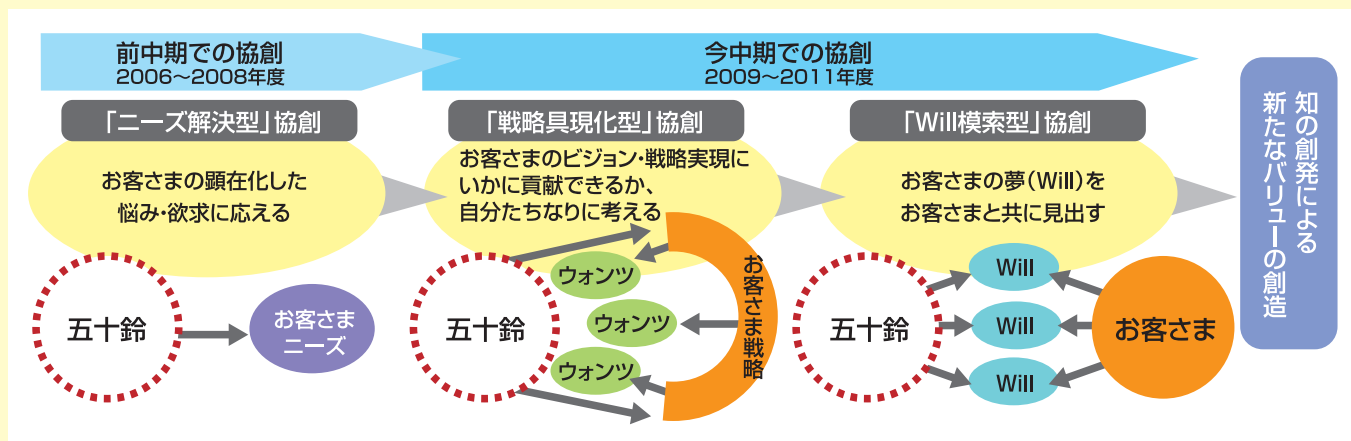 前中期での協創
2006〜2008年度
今中期での協創
2009〜2011年度
「ニーズ解決型」協創
お客さまの顕在化した
悩み・欲求に応える
五十鈴
お客さま
ニーズ
「戦略具現化型」協創
お客さまのビジョン・戦略実現に
いかに貢献できるか、
自分たちなりに考える
五十鈴
ウォンツ
ウォンツ
ウォンツ
お客さま戦略
「Will模索型」協創
お客さまの夢(Will)を
お客さまと共に見出す
五十鈴
Will
Will
Will
お客さま
知の創発による
新たなバリューの創造